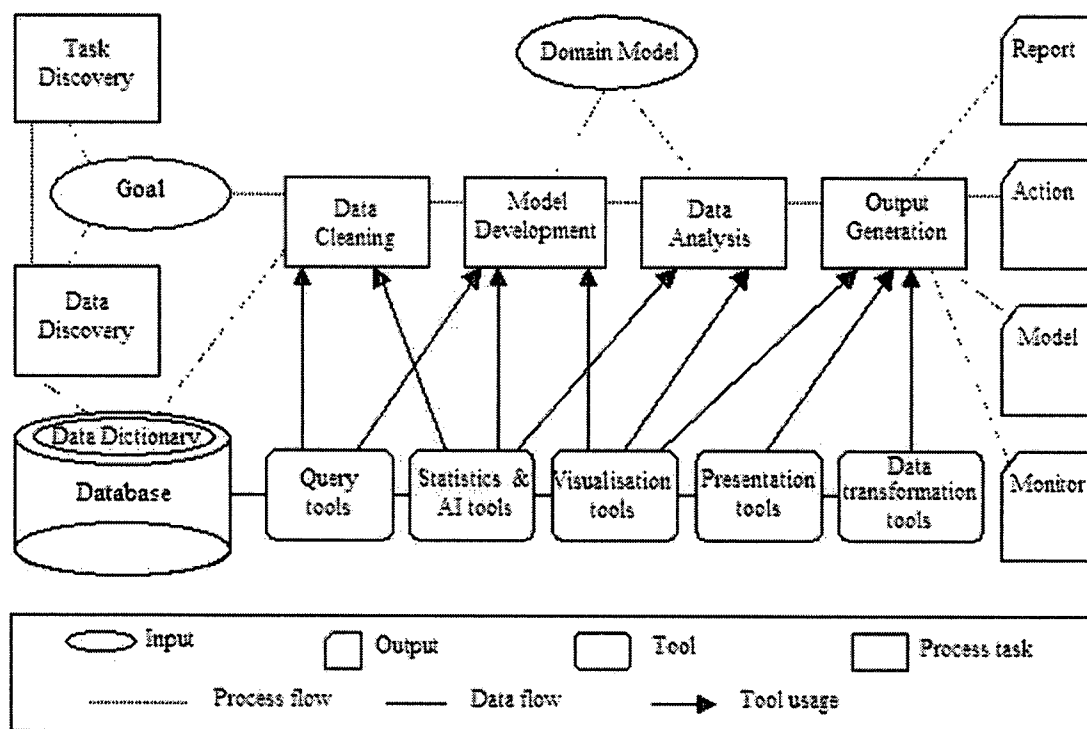 Task
Discovery
Domain Model
Report
Goal
Data
Cleaning
Model
Development
Data
Analysis
Output
Generation
Action
Data
Discovery
Model
Data Dictionary
Database
Query
tools
Statistics &
AI tools
Visualisation
tools
Presentation
tools
Data
transformation
tools
Monitor
Input
Output
Tool
Process task
Process flow
Data flow
Tool usage